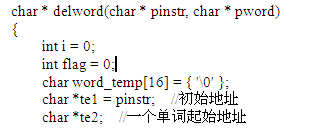 char * delword(char * pinstr, char * pword)
{
int i = 0;
int flag = 0;
char word_temp[16] = { '\0' };
char *te1 = pinstr; //初始地址
char *te2; //一个单词起始地址